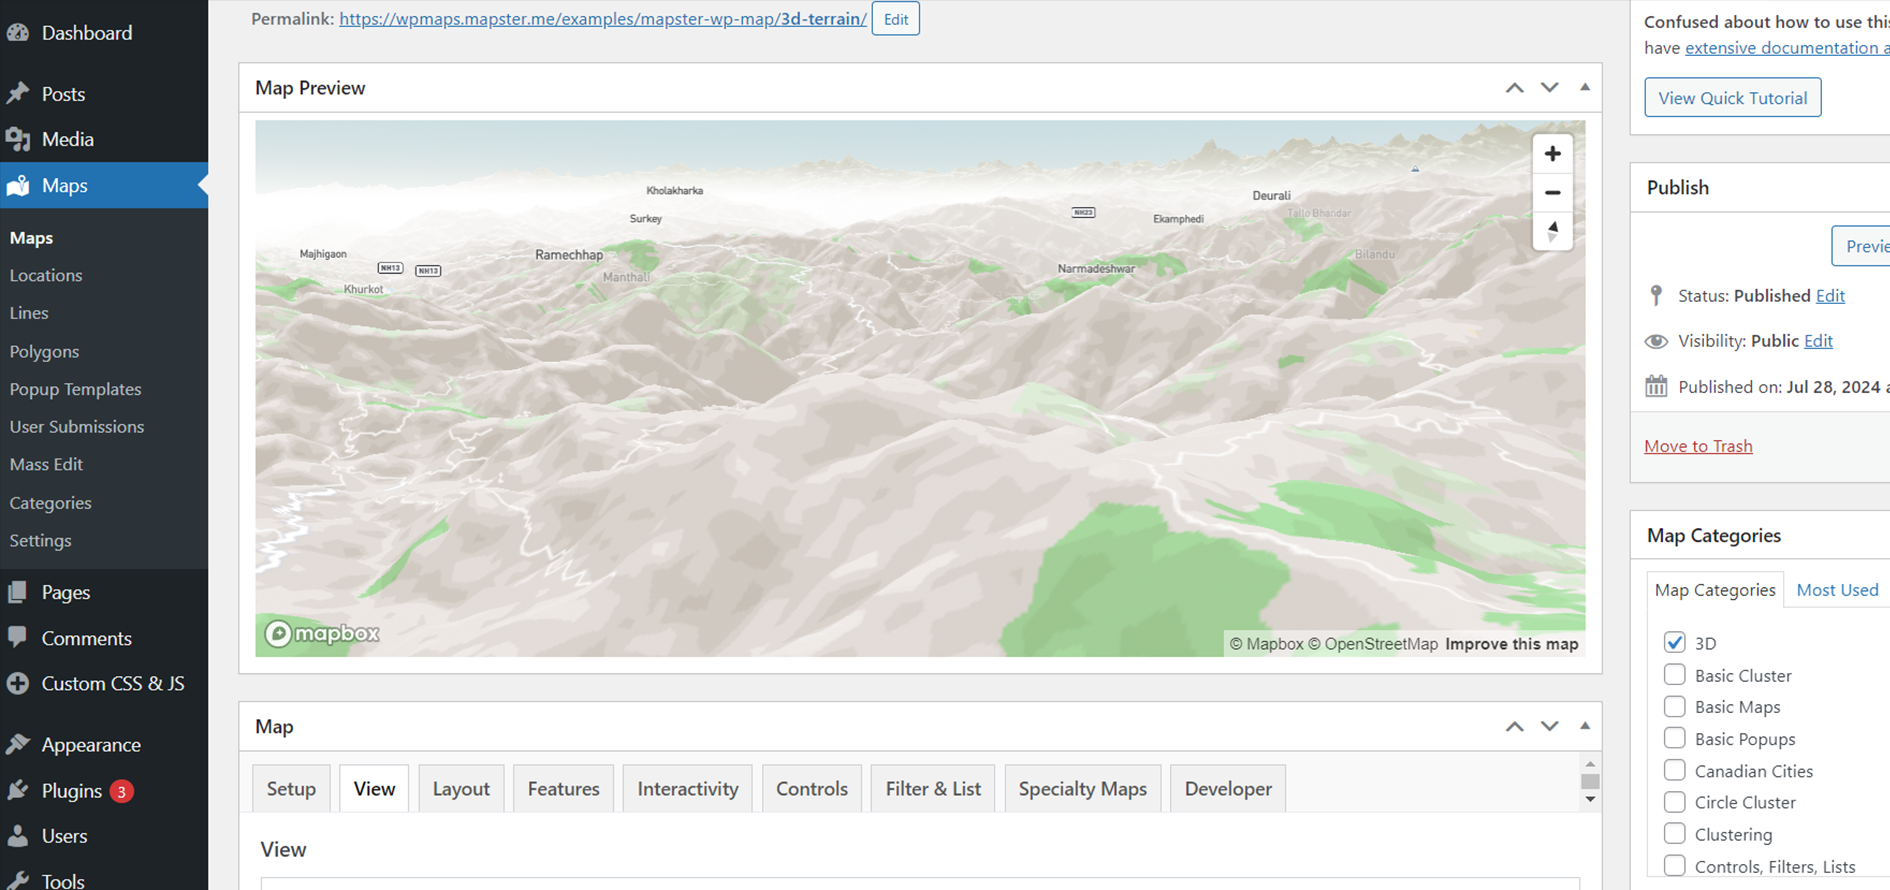 Dashboard
Posts
Media
Maps
Maps
Locations
Lines
Polygons
Popup Templates
User Submissions
Mass Edit
Categories
Settings
Pages
Comments
Custom CSS & JS
Appearance
Plugins 3
Users
Tools
Permalink: https://wpmaps.mapster.me/examples/mapster-wp-map/3d-terrain/ Edit
Map Preview
Kholakharka
Surkey
Deurali
Tallo Bhandar
NH23
Ekamphedi
Majhigaon
Ramechhap
Bilandu
NH13 NH13
Narmadeshwar
Manthali
Khurkot
mapbox
© Mapbox © OpenStreetMap Improve this map
Map
Setup View Layout Features Interactivity Controls Filter & List Specialty Maps Developer
View
Confused about how to use this
have extensive documentation a
View Quick Tutorial
Publish
Previe
Status: Published Edit
Visibility: Public Edit
Published on: Jul 28, 2024 a
Move to Trash
Map Categories
Map Categories Most Used
3D
Basic Cluster
Basic Maps
Basic Popups
Canadian Cities
Circle Cluster
Clustering
Controls, Filters, Lists